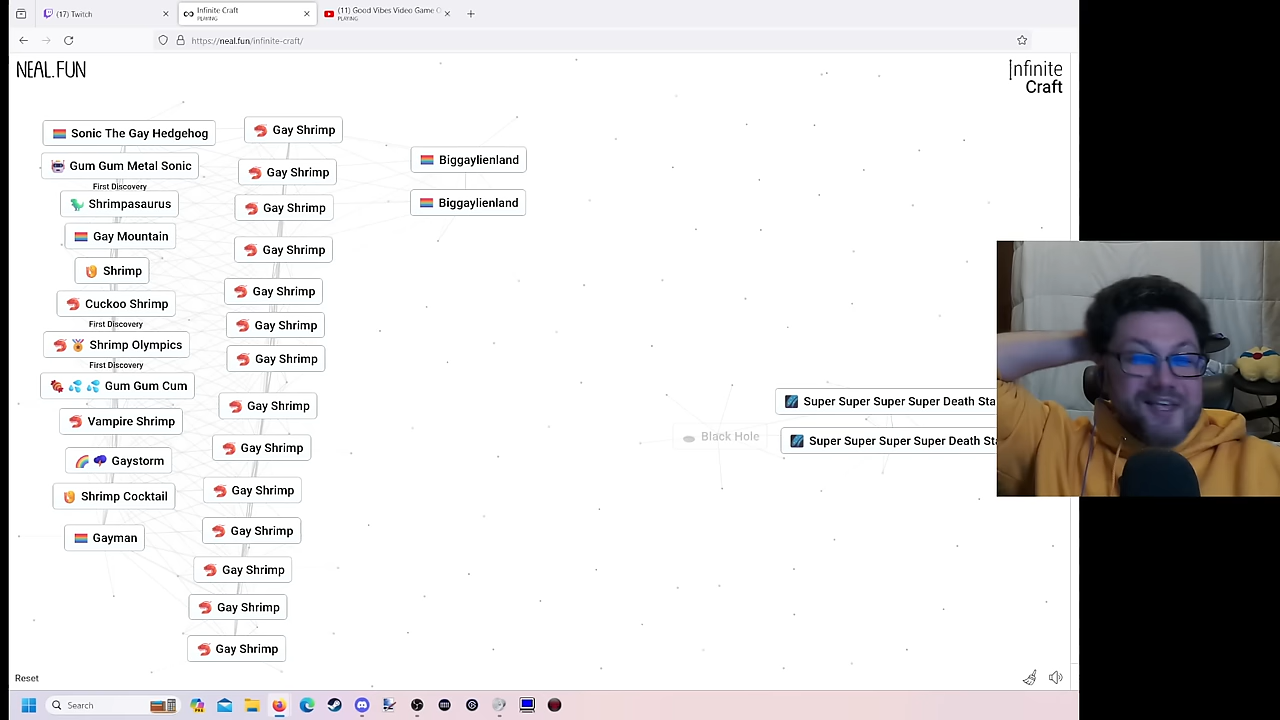 (17) Twitch
Infinite Craft
PLAYING
(11) Good Vibes Video Game
PLAYING
https://neal.fun/infinite-craft/
NEAL.FUN
Infinite
Craft
Sonic The Gay Hedgehog
Gum Gum Metal Sonic
First Discovery
Shrimpasaurus
Gay Mountain
Shrimp
Cuckoo Shrimp
First Discovery
Shrimp Olympics
First Discovery
Gum Gum Cum
Vampire Shrimp
Gaystorm
Shrimp Cocktail
Gayman
Gay Shrimp
Gay Shrimp
Gay Shrimp
Gay Shrimp
Gay Shrimp
Gay Shrimp
Gay Shrimp
Gay Shrimp
Gay Shrimp
Gay Shrimp
Gay Shrimp
Gay Shrimp
Gay Shrimp
Gay Shrimp
Biggaylienland
Biggaylienland
Super Super Super Super Death Sta
Black Hole
Super Super Super Super Death Sta
Reset
Search